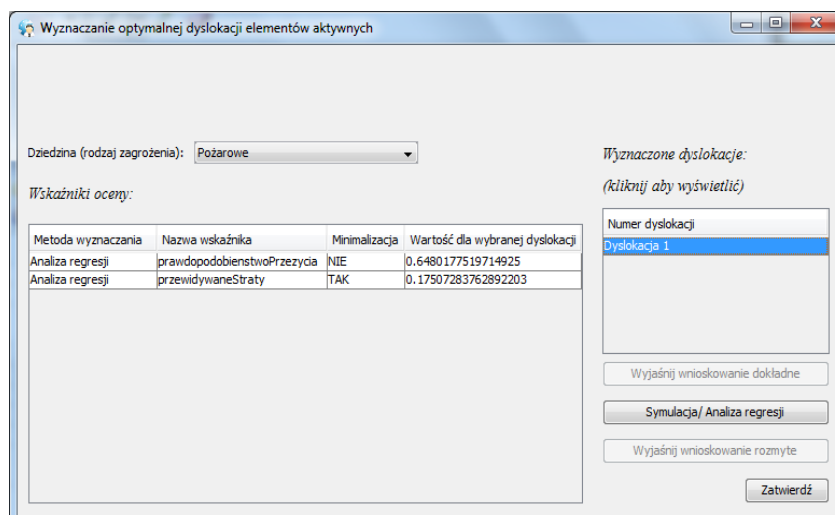 Wyznaczanie optymalnej dyslokacji elementów aktywnych
Dziedzina (rodzaj zagrożenia): Pożarowe
Wskaźniki oceny:
Metoda wyznaczania Nazwa wskaźnika Minimalizacja Wartość dla wybranej dyslokacji
Analiza regresji prawdopodobienstwoPrzezycia NIE 0.6480177519714925
Analiza regresji przewidywaneStraty TAK 0.17507283762892203
Wyznaczone dyslokacje:
(kliknij aby wyświetlić)
Numer dyslokacji
Dyslokacja 1
Wyjaśnij wnioskowanie dokładne
Symulacja/ Analiza regresji
Wyjaśnij wnioskowanie rozmyte
Zatwierdź